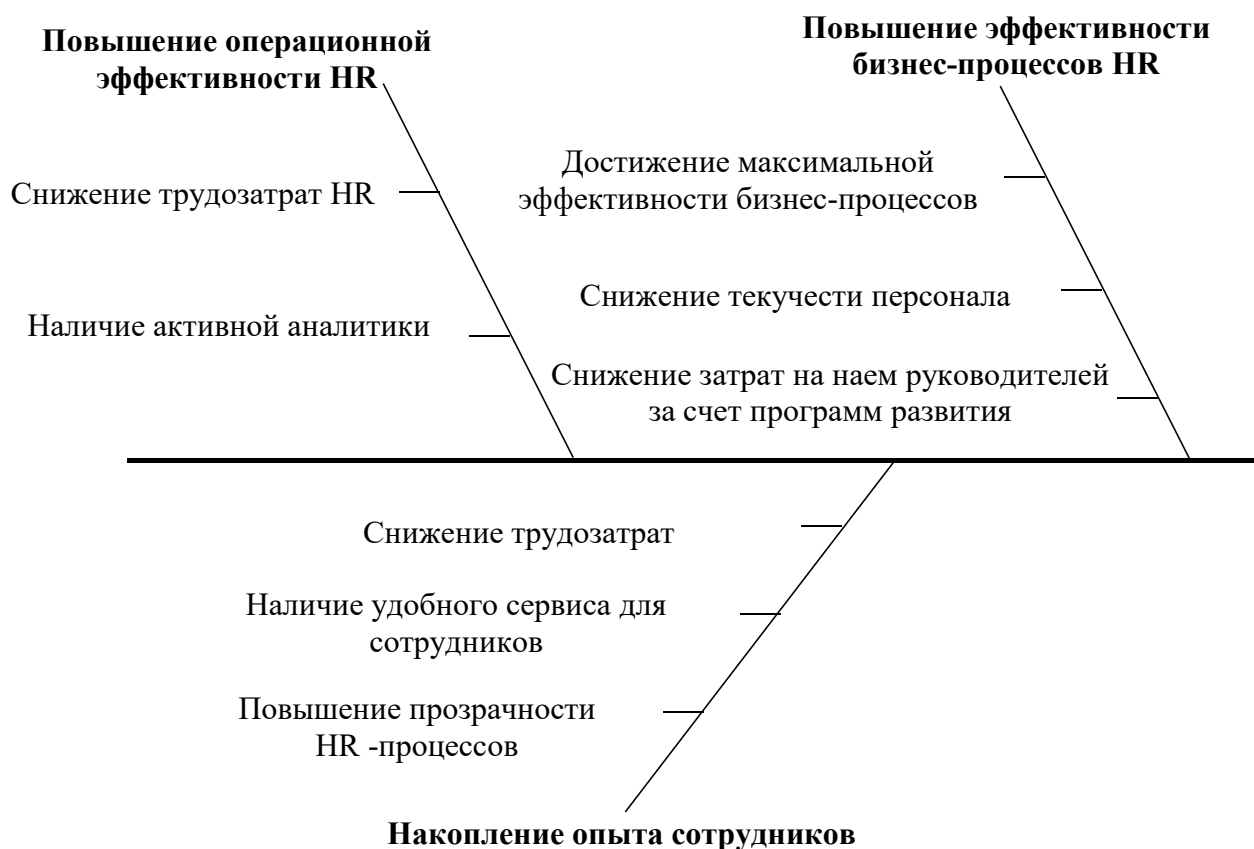 Повышение операционной
эффективности HR
Снижение трудозатрат HR
Наличие активной аналитики
Повышение эффективности
бизнес-процессов HR
Достижение максимальной
эффективности бизнес-процессов
Снижение текучести персонала
Снижение затрат на наем руководителей
за счет программ развития
Снижение трудозатрат
Наличие удобного сервиса для
сотрудников
Повышение прозрачности
HR -процессов
Накопление опыта сотрудников